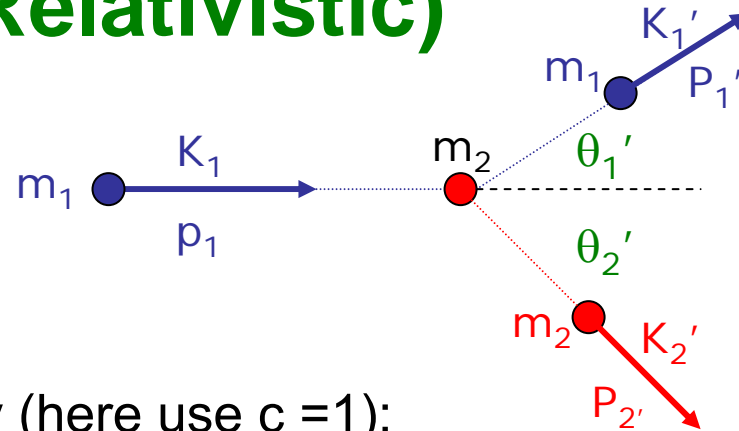 Relativistic)
K₁′
m₁
P₁′
m₂
K₁
θ₁′
m₁
p₁
θ₂′
m₂
K₂′
P₂'
(here use c =1):